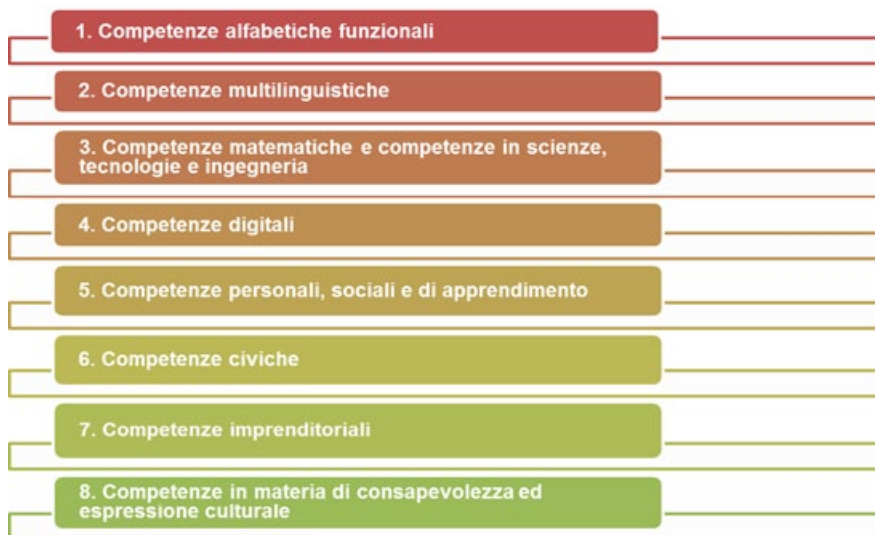 1. Competenze alfabetiche funzionali
2. Competenze multilinguistiche
3. Competenze matematiche e competenze in scienze,
tecnologie e ingegneria
4. Competenze digitali
5. Competenze personali, sociali e di apprendimento
6. Competenze civiche
7. Competenze imprenditoriali
8. Competenze in materia di consapevolezza ed
espressione culturale